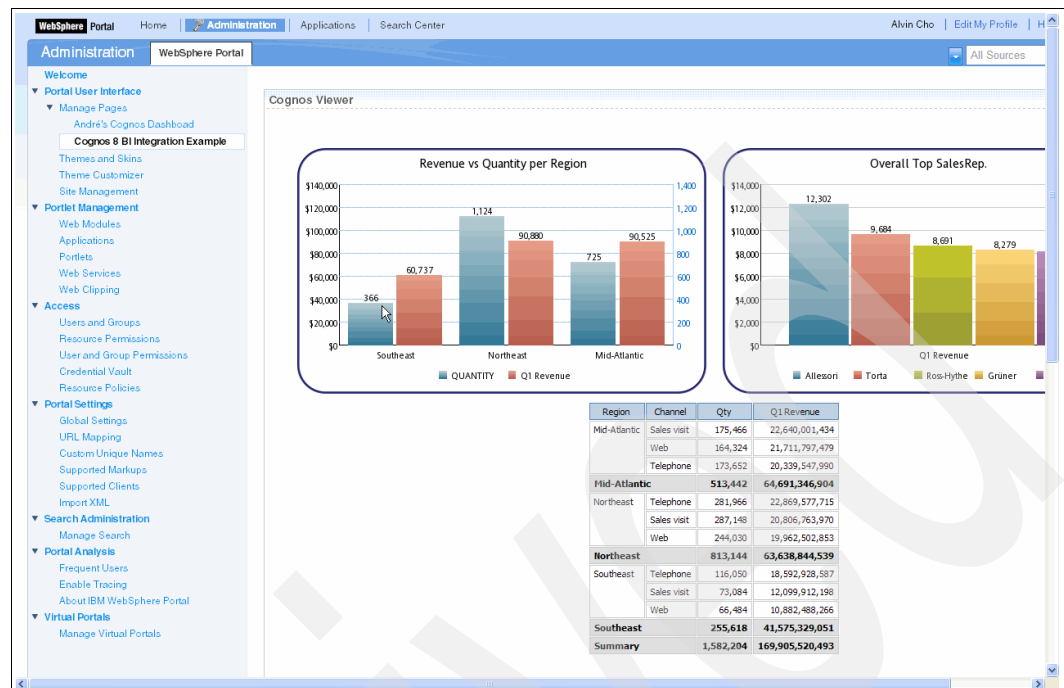 WebSphere Portal Home Administration Applications Search Center Alvin Cho Edit My Profile H
Administration WebSphere Portal All Sources
Welcome
Portal User Interface
Manage Pages
André's Cognos Dashboad
Cognos 8 BI Integration Example
Themes and Skins
Theme Customizer
Site Management
Portlet Management
Web Modules
Applications
Portlets
Web Services
Web Clipping
Access
Users and Groups
Resource Permissions
User and Group Permissions
Credential Vault
Resource Policies
Portal Settings
Global Settings
URL Mapping
Custom Unique Names
Supported Markups
Supported Clients
Import XML
Search Administration
Manage Search
Portal Analysis
Frequent Users
Enable Tracing
About IBM WebSphere Portal
Virtual Portals
Manage Virtual Portals
Cognos Viewer
Revenue vs Quantity per Region
$140,000 1,400
$120,000 1,200
$100,000 1,000
$80,000 800
$60,000 600
$40,000 400
$20,000 200
$0 0
366 60,737 1,124 90,880 725 90,525
Southeast Northeast Mid-Atlantic
QUANTITY Q1 Revenue
Overall Top SalesRep.
$14,000
$12,000
$10,000
$8,000
$6,000
$4,000
$2,000
$0
12,302 9,684 8,691 8,279
Q1 Revenue
Allessori Torta Ross-Hythe Grüner
Region Channel Qty Q1 Revenue
Mid-Atlantic Sales visit 175,466 22,640,001,434
Web 164,324 21,711,797,479
Telephone 173,652 20,339,547,990
Mid-Atlantic 513,442 64,691,346,904
Northeast Telephone 281,966 22,869,577,715
Sales visit 287,148 20,806,763,970
Web 244,030 19,962,502,853
Northeast 813,144 63,638,844,539
Southeast Telephone 116,050 18,592,928,587
Sales visit 73,084 12,099,912,198
Web 66,484 10,882,488,266
Southeast 255,618 41,575,329,051
Summary 1,582,204 169,905,520,493